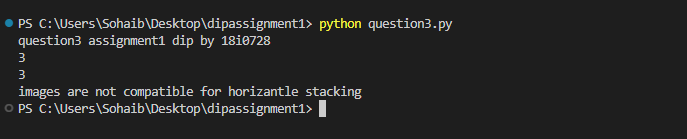 PS C:\Users\Sohaib\Desktop\dipassignment1> python question3.py
question3 assignment1 dip by 18i0728
3
3
images are not compatible for horizantle stacking
PS C:\Users\Sohaib\Desktop\dipassignment1>